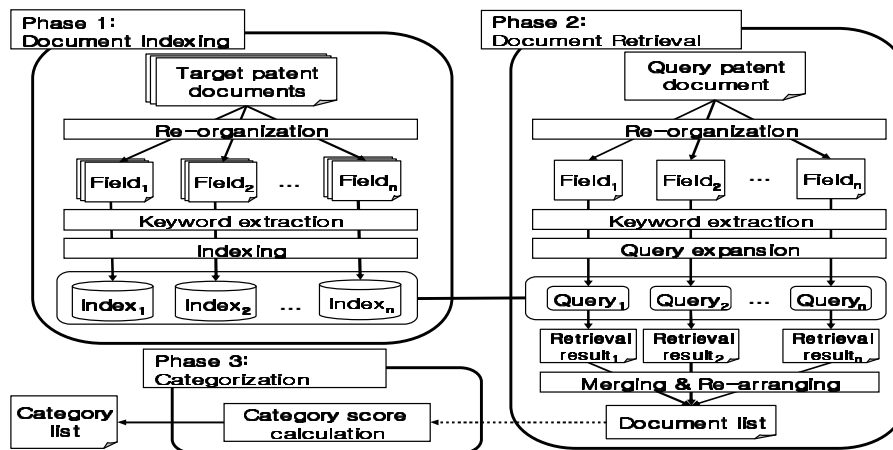 Phase 1:
Document Indexing
Target patent
documents
Re-organization
Field1
Field2
...
Fieldn
Keyword extraction
Indexing
Index1
Index2
...
Indexn
Phase 2:
Document Retrieval
Query patent
document
Re-organization
Field1
Field2
...
Fieldn
Keyword extraction
Query expansion
Query1
Query2
...
Queryn
Retrieval
result1
Retrieval
result2
Retrieval
resultn
Merging & Re-arranging
Document list
Phase 3:
Categorization
Category score
calculation
Category
list